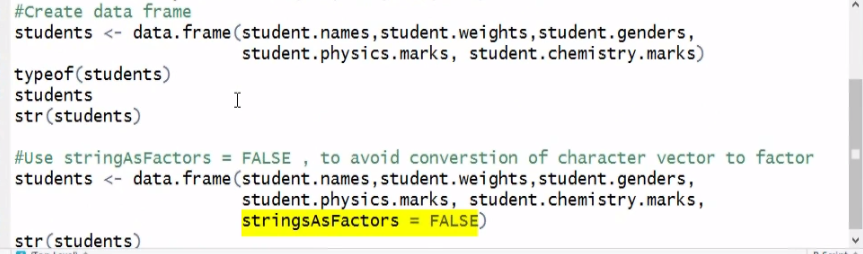 #Create data frame
students <- data.frame(student.names,student.weights,student.genders,
student.physics.marks, student.chemistry.marks)
typeof(students)
students
str(students)

#Use stringAsFactors = FALSE , to avoid converstion of character vector to factor
students <- data.frame(student.names,student.weights,student.genders,
student.physics.marks, student.chemistry.marks,
stringsAsFactors = FALSE)
str(students)